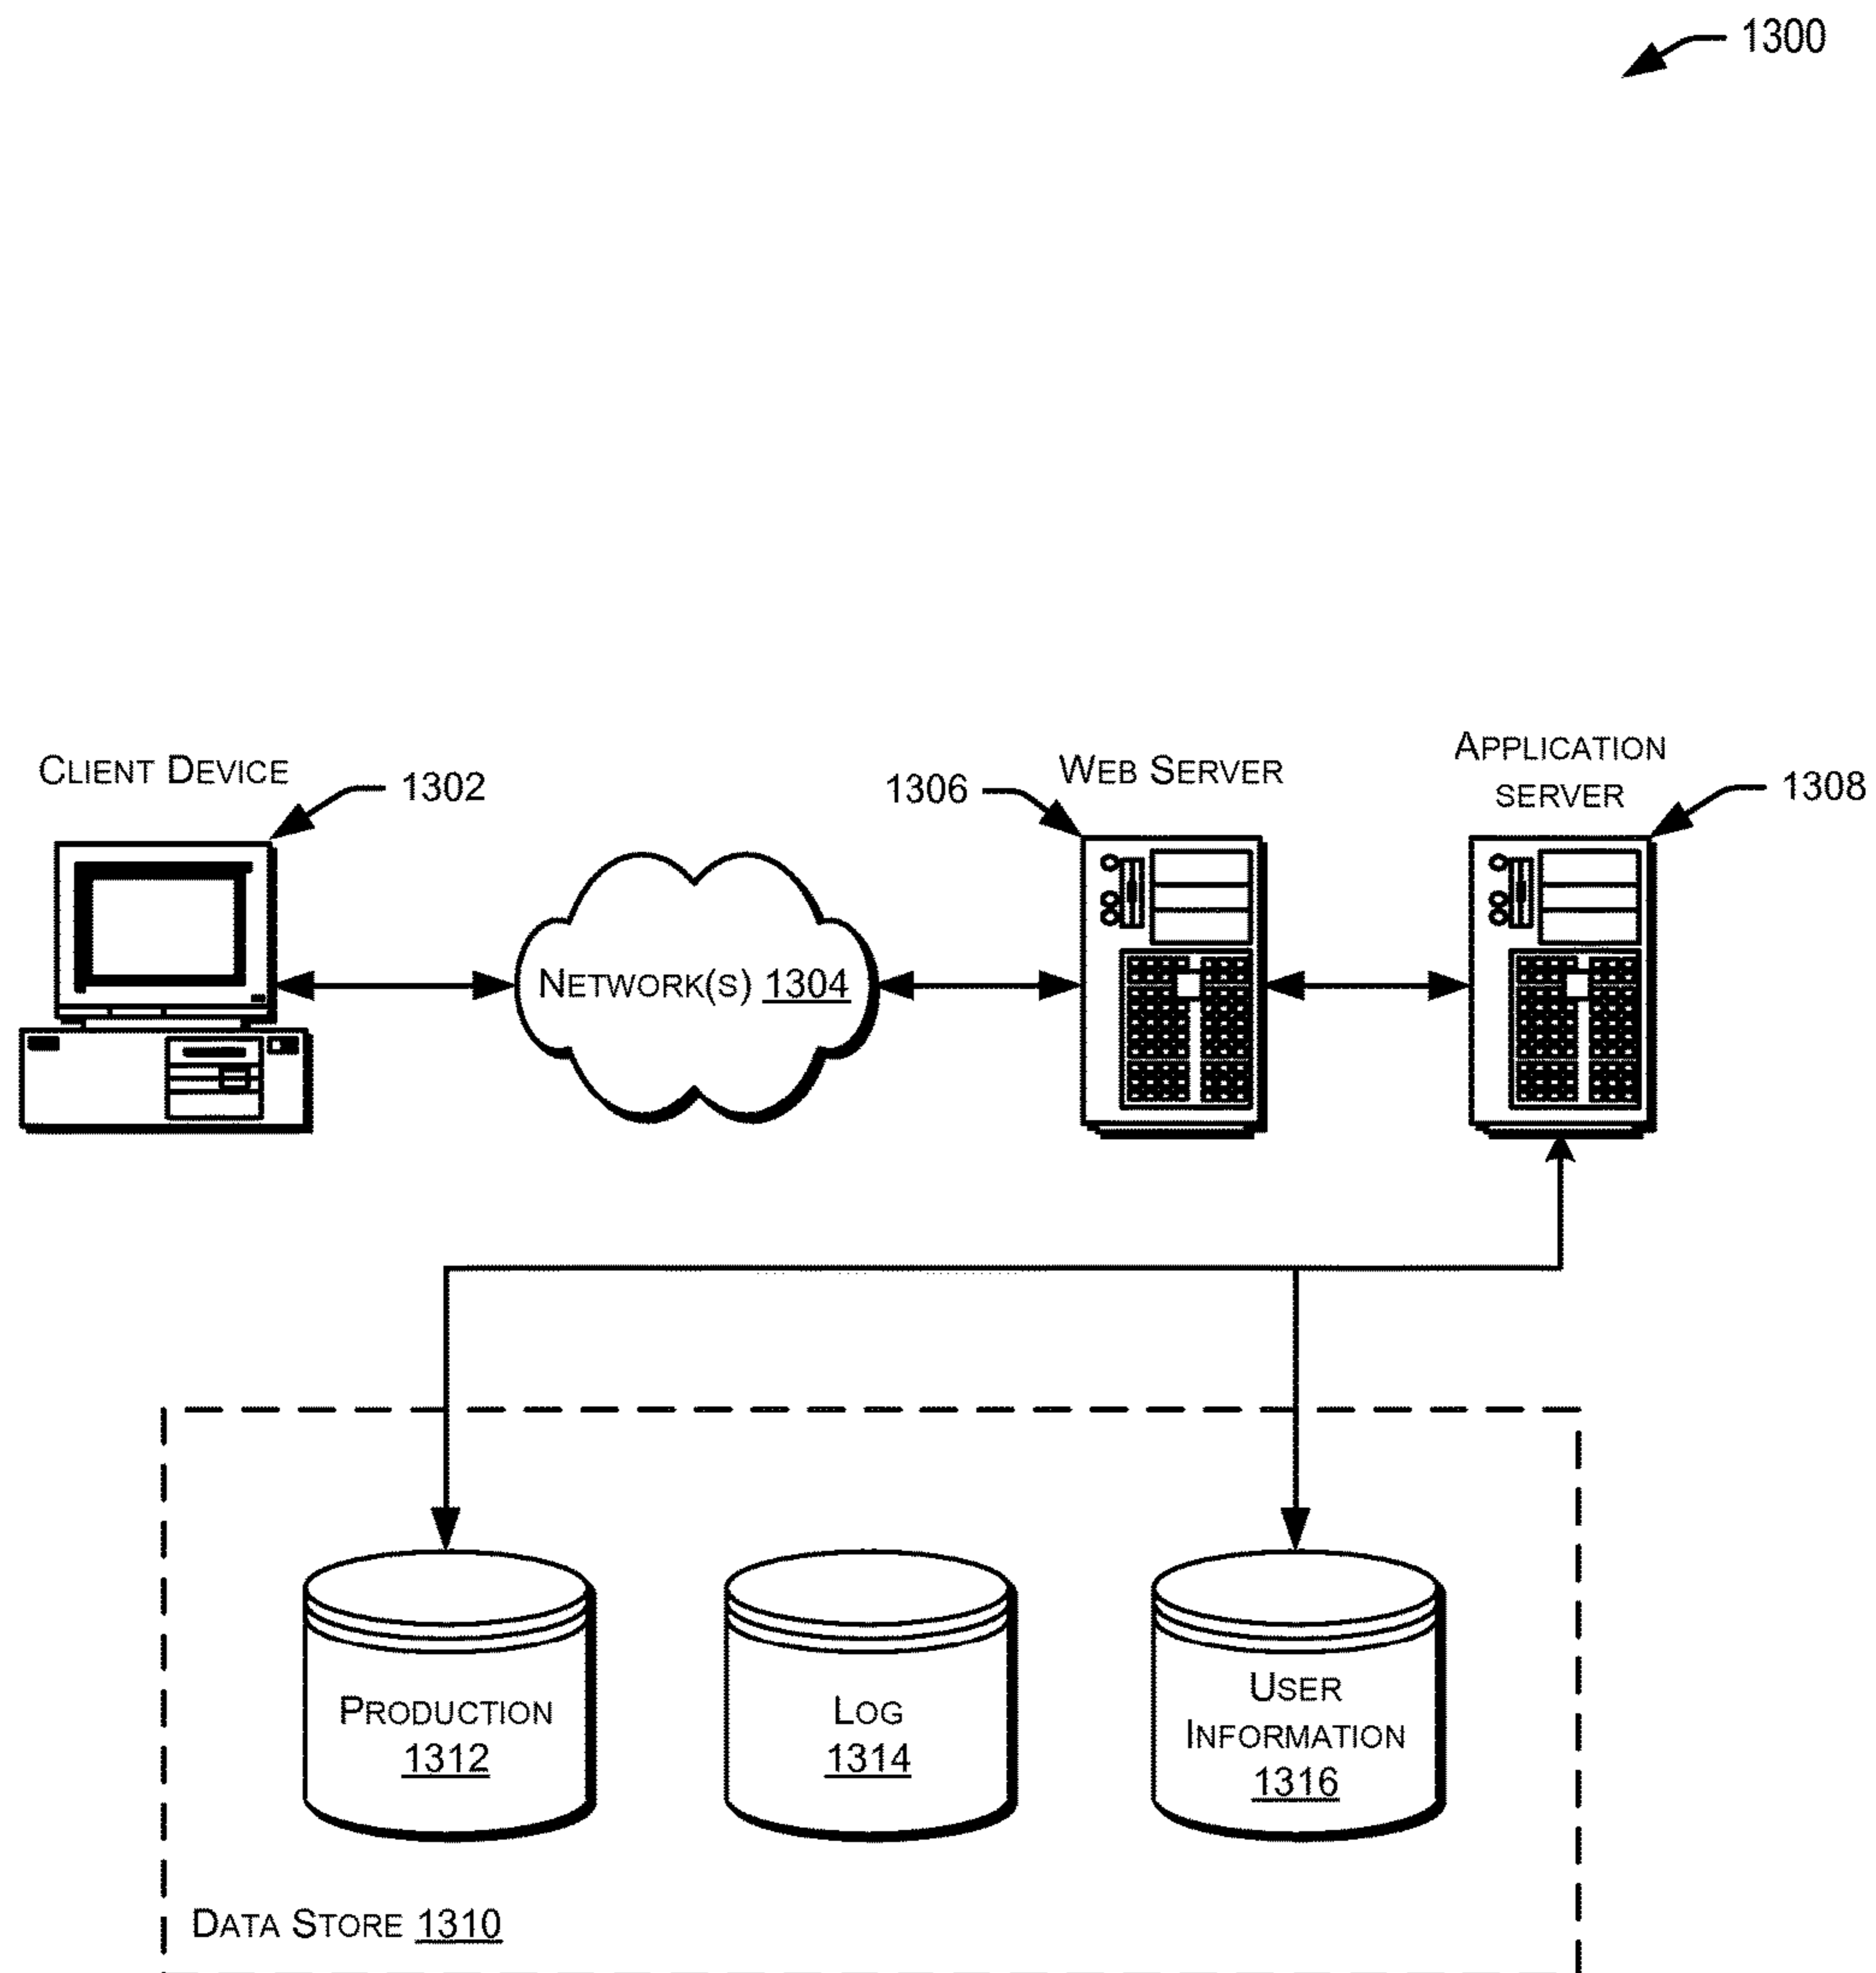 1300
CLIENT DEVICE
1302
1306
WEB SERVER
APPLICATION
SERVER
1308
NETWORK(S) 1304
PRODUCTION
1312
LOG
1314
USER
INFORMATION
1316
DATA STORE 1310